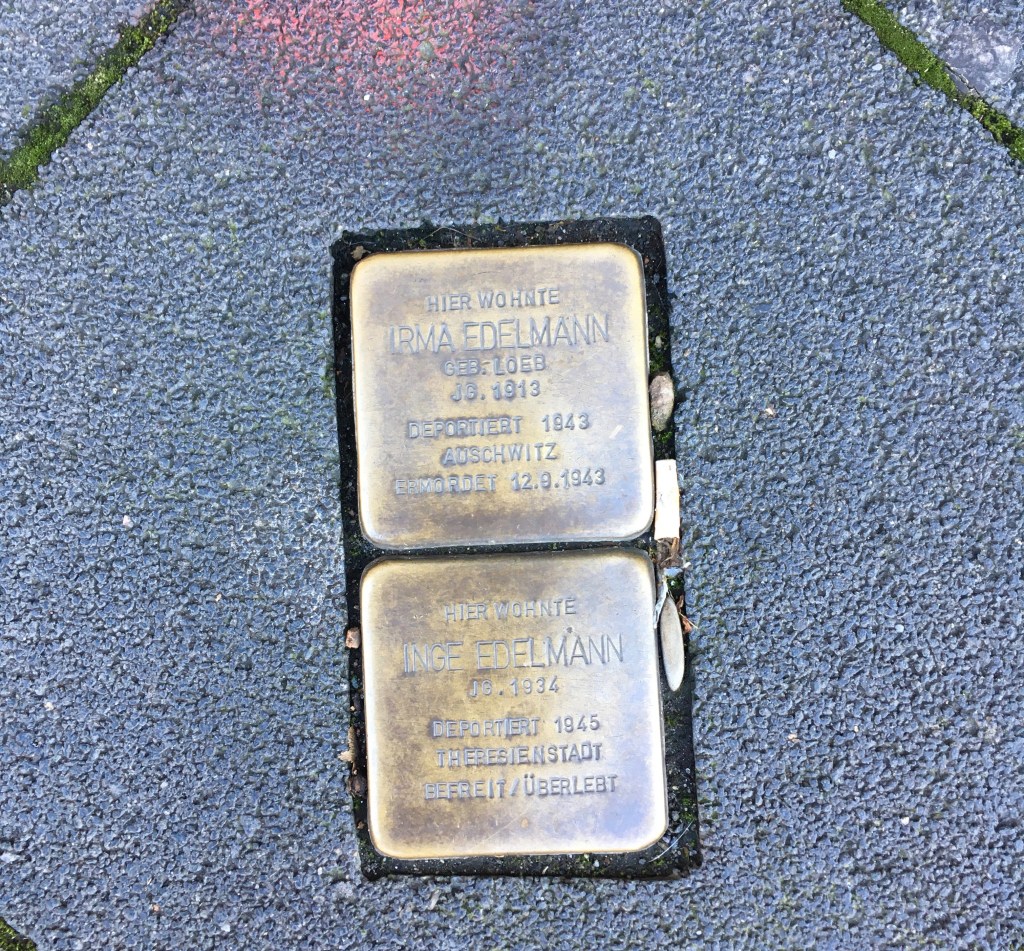 HIER WOHNTE
IRMA EDELMANN
GEB. LOEB
JG. 1913
DEPORTIERT 1943
AUSCHWITZ
ERMORDET 12.9.1943
HIER WOHNTE
INGE EDELMANN
JG. 1934
DEPORTIERT 1945
THERESIENSTADT
BEFREIT/ÜBERLEBT